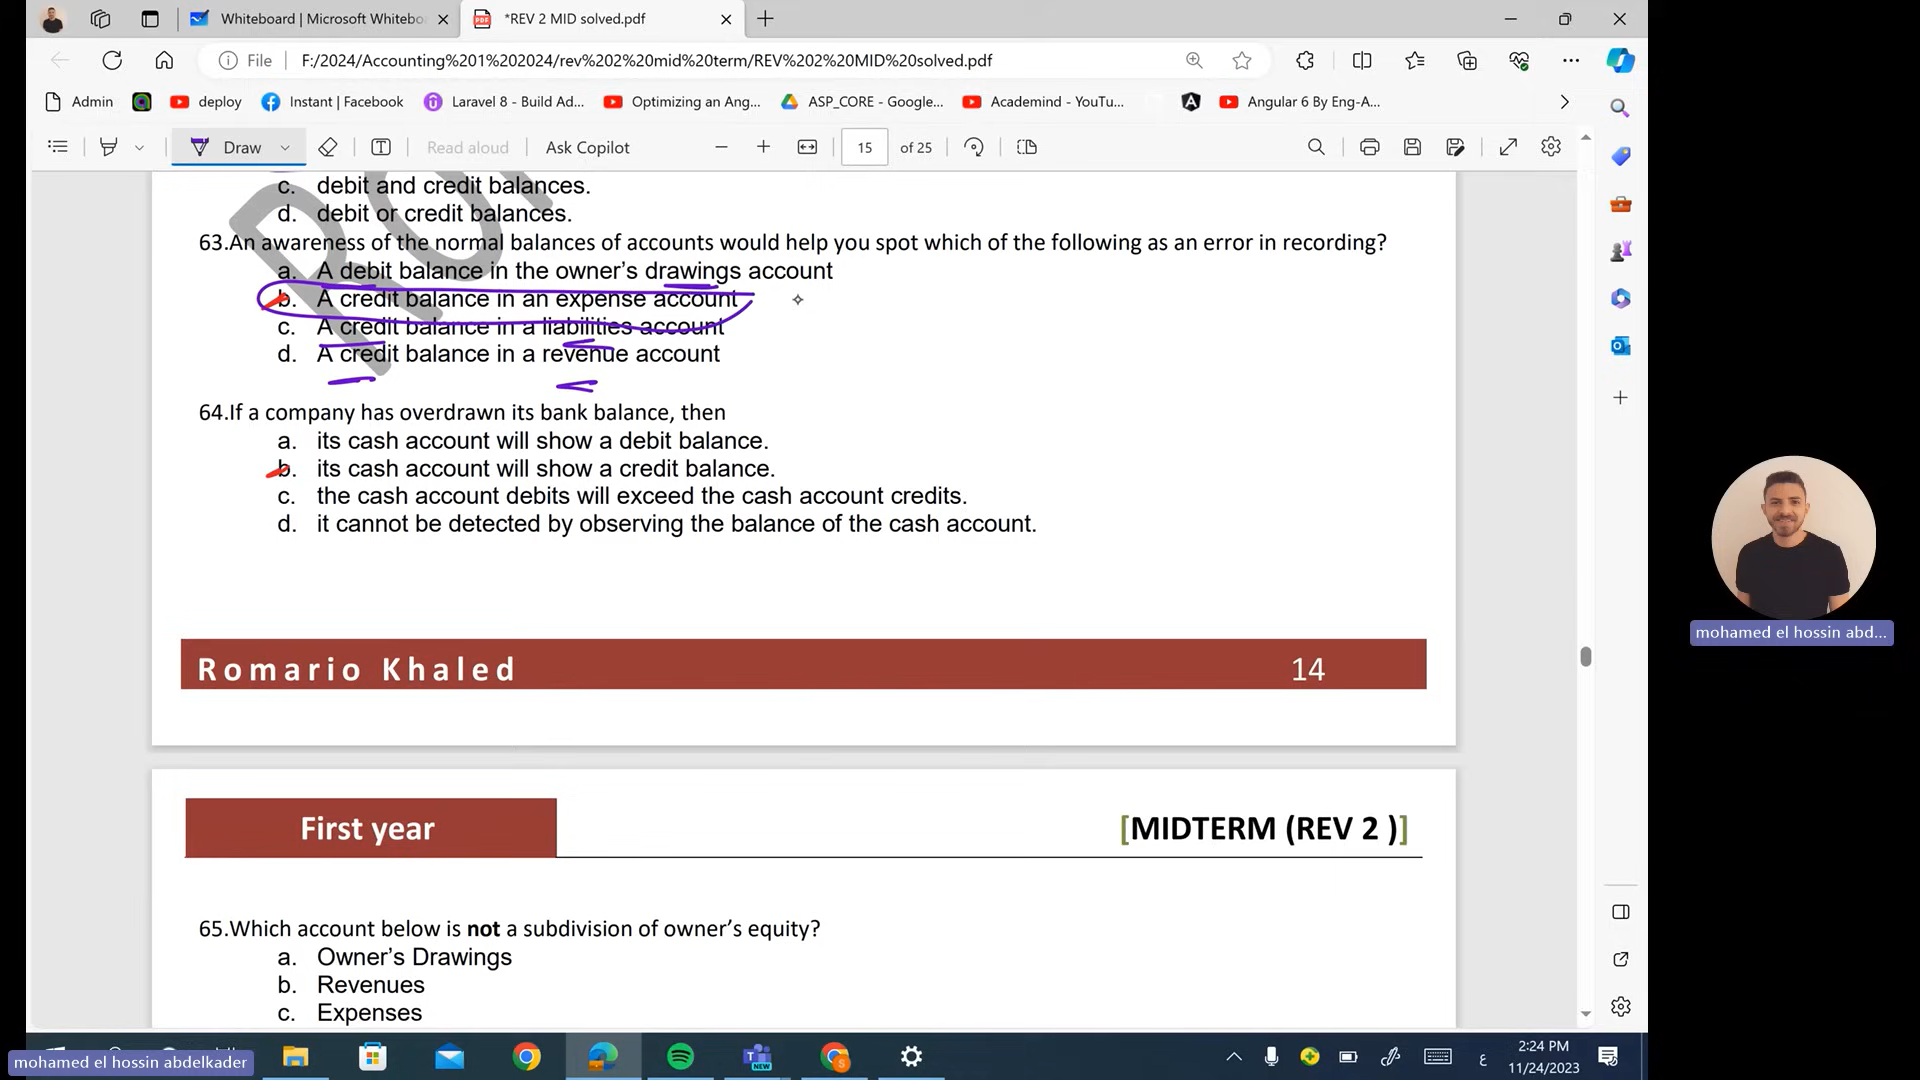 Whiteboard | Microsoft Whitebo
*REV 2 MID solved.pdf
File F:/2024/Accounting%201%202024/rev%202%20mid%20term/REV%202%20MID%20solved.pdf
Admin deploy Instant | Facebook Laravel 8 - Build Ad... Optimizing an Ang... ASP_CORE - Google... Academind - YouTu... Angular 6 By Eng-A...
Draw Read aloud Ask Copilot 15 of 25
c. debit and credit balances.
d. debit or credit balances.
63.An awareness of the normal balances of accounts would help you spot which of the following as an error in recording?
a. A debit balance in the owner's drawings account
b. A credit balance in an expense account
c. A credit balance in a liabilities account
d. A credit balance in a revenue account
64.If a company has overdrawn its bank balance, then
a. its cash account will show a debit balance.
b. its cash account will show a credit balance.
c. the cash account debits will exceed the cash account credits.
d. it cannot be detected by observing the balance of the cash account.
Romario Khaled 14
First year [MIDTERM (REV 2 )]
65.Which account below is not a subdivision of owner's equity?
a. Owner's Drawings
b. Revenues
c. Expenses
mohamed el hossin abd...
mohamed el hossin abdelkader
NEW
ع
2:24 PM
11/24/2023